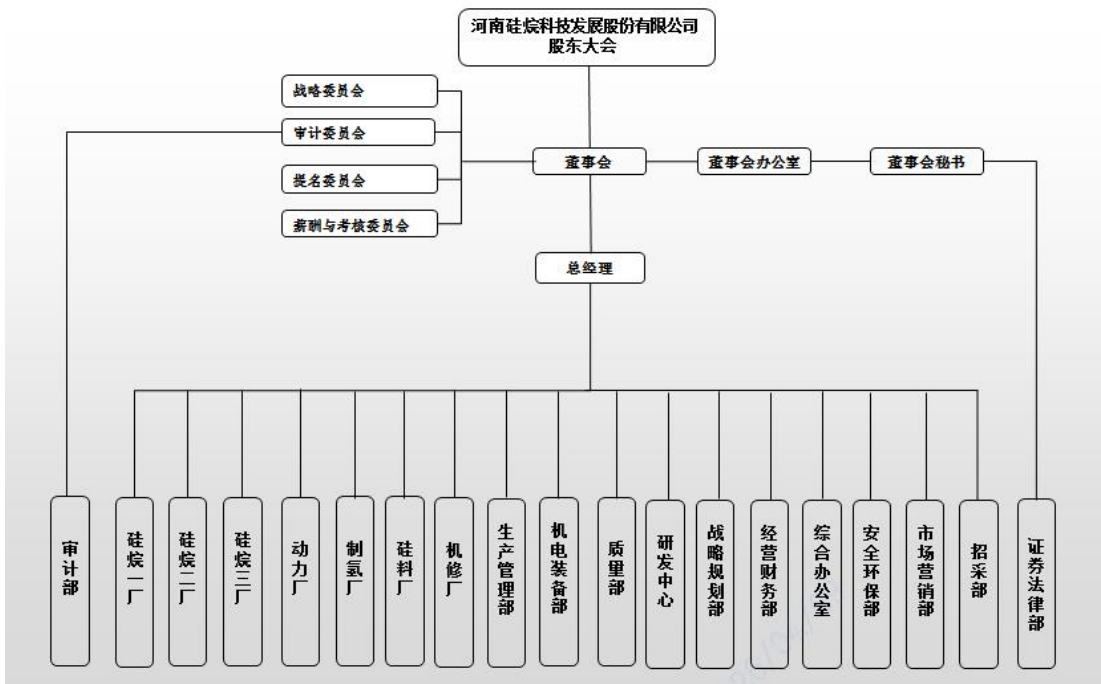 河南硅烷科技发展股份有限公司
股东大会
战略委员会
审计委员会
提名委员会
薪酬与考核委员会
董事会
董事会办公室
董事会秘书
总经理
审计部
硅烷一厂
硅烷二厂
硅烷三厂
动力厂
制氢厂
硅料厂
机修厂
生产管理部
机电装备部
质量部
研发中心
战略规划部
经营财务部
综合办公室
安全环保部
市场营销部
招采部
证券法律部